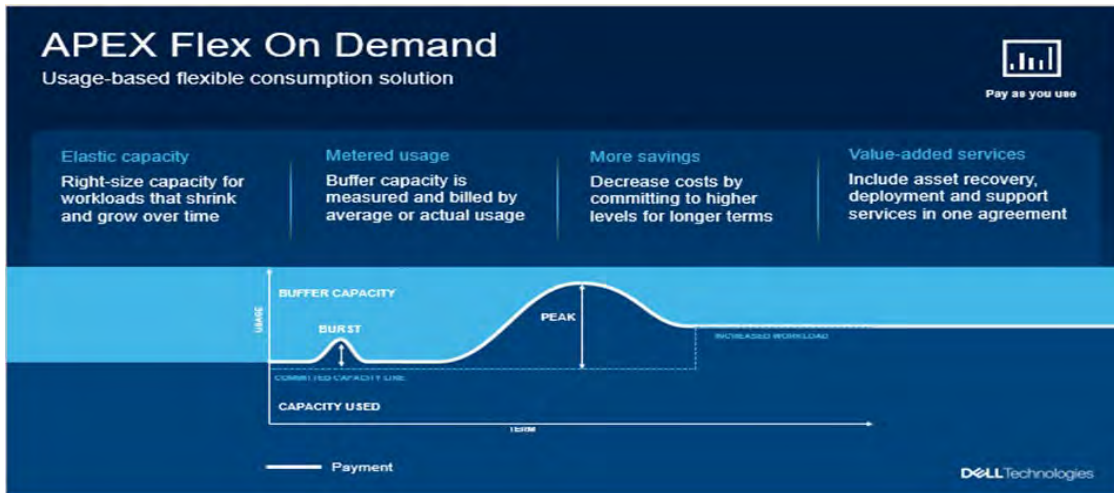 APEX Flex On Demand
Usage-based flexible consumption solution
Pay as you use
Elastic capacity
Right-size capacity for
workloads that shrink
and grow over time
Metered usage
Buffer capacity is
measured and billed by
average or actual usage
More savings
Decrease costs by
committing to higher
levels for longer terms
Value-added services
Include asset recovery,
deployment and support
services in one agreement
USAGE
BUFFER CAPACITY
BURST
PEAK
INCREASED WORKLOAD
COMMITTED CAPACITY LINE
CAPACITY USED
TERM
Payment
DELLTechnologies